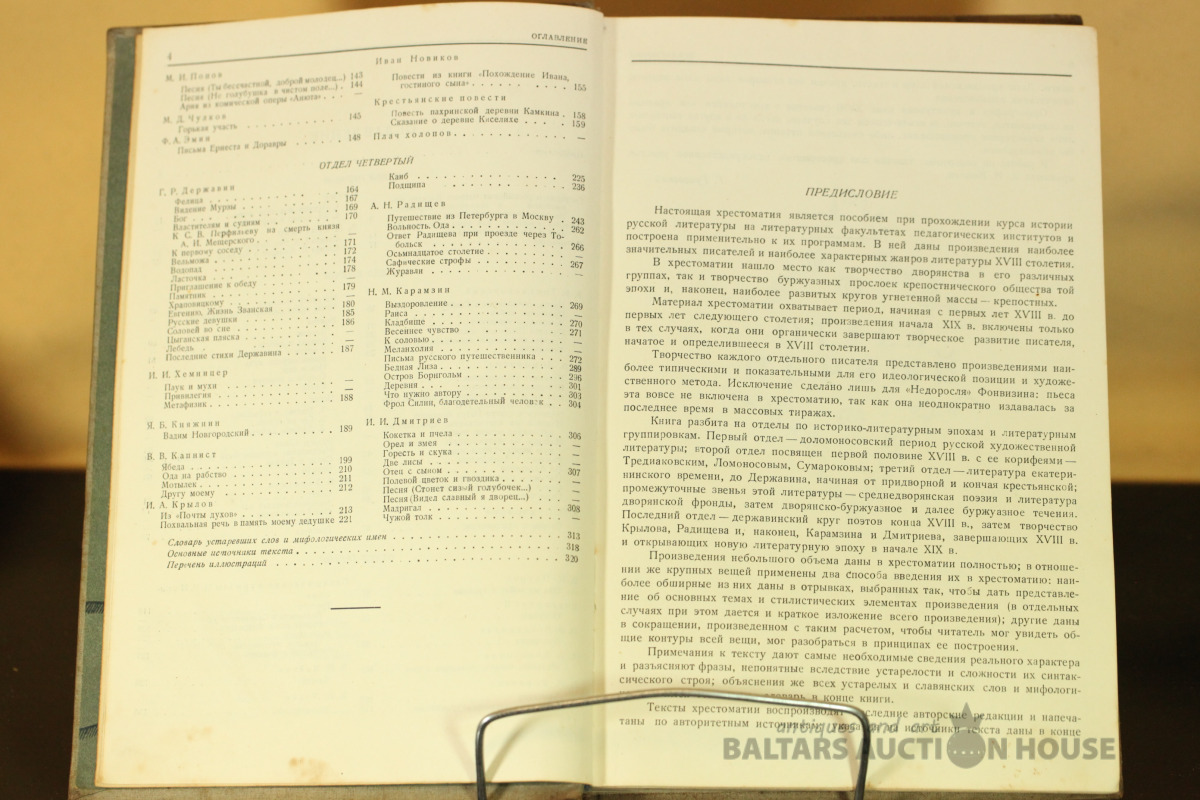 4
ОГЛАВЛЕНИЕ
М. И. Попов
Песня (Ты бессчастной, доброй молодец...) 143
Песня (Не голубушка в чистом поле...) . 144
Ария из комической оперы «Анюта» . . . —
М. Д. Чулков
Горькая участь . . . . . . . . . . 145
Ф. А. Эмин
Письма Ернеста и Доравры . . . . . . 148
Иван Новиков
Повести из книги «Похождение Ивана,
гостиного сына» . . . . . . . . . 155
Крестьянские повести
Повесть пахринской деревни Камкина . 158
Сказание о деревне Киселихе . . . . 159
Плач холопов . . . . . . . . . . —
ОТДЕЛ ЧЕТВЕРТЫЙ
Г. Р. Державин
Фелица . . . . . . . . . . 164
Видение Мурзы . . . . . . . . . . 167
Бог . . . . . . . . . . 169
Властителям и судиям . . . . . . . . . . 170
К С. В. Перфильеву на смерть князя
А. И. Мещерского . . . . . . . . . . —
К первому соседу . . . . . . . . . . 171
Вельможа . . . . . . . . . . 172
Водопад . . . . . . . . . . 174
Ласточка . . . . . . . . . . 178
Приглашение к обеду . . . . . . . . . . —
Памятник . . . . . . . . . . 179
Храповицкому . . . . . . . . . . —
Евгению, Жизнь Званская . . . . . . . . . . 180
Русские девушки . . . . . . . . . . 185
Соловей во сне . . . . . . . . . . 186
Цыганская пляска . . . . . . . . . . —
Лебедь . . . . . . . . . . —
Последние стихи Державина . . . . . . 187
И. И. Хемницер
Паук и мухи . . . . . . . . . . —
Привилегия . . . . . . . . . . —
Метафизик . . . . . . . . . . 188
Я. Б. Княжнин
Вадим Новгородский . . . . . . . . . . 189
В. В. Капнист
Ябеда . . . . . . . . . . 199
Ода на рабство . . . . . . . . . . 210
Мотылек . . . . . . . . . . 211
Другу моему . . . . . . . . . . 212
И. А. Крылов
Из «Почты духов» . . . . . . . . . . 213
Похвальная речь в память моему дедушке 221
Каиб . . . . . . . . . . 225
Подщипа . . . . . . . . . . 236
А. Н. Радищев
Путешествие из Петербурга в Москву . 243
Вольность. Ода . . . . . . . . . . 262
Ответ Радищева при проезде через То-
больск . . . . . . . . . . 266
Осьмнадцатое столетие . . . . . . . . . . —
Сафические строфы . . . . . . . . . . 267
Журавли . . . . . . . . . . —
Н. М. Карамзин
Выздоровление . . . . . . . . . . 269
Раиса . . . . . . . . . . —
Кладбище . . . . . . . . . . 270
Весеннее чувство . . . . . . . . . . 271
К соловью . . . . . . . . . . —
Меланхолия . . . . . . . . . . —
Письма русского путешественника . . . 272
Бедная Лиза . . . . . . . . . . 289
Остров Борнгольм . . . . . . . . . . 296
Деревня . . . . . . . . . . 301
Что нужно автору . . . . . . . . . . 303
Фрол Силин, благодетельный человек . . 304
И. И. Дмитриев
Кокетка и пчела . . . . . . . . . . 306
Орел и змея . . . . . . . . . . —
Горесть и скука . . . . . . . . . . —
Две лисы . . . . . . . . . . —
Отец с сыном . . . . . . . . . . 307
Полевой цветок и гвоздика . . . . . . —
Песня (Стонет сизый голубочек...) . . . —
Песня (Видел славный я дворец...) . . . —
Мадригал . . . . . . . . . . 308
Чужой толк . . . . . . . . . . —
Словарь устаревших слов и мифологических имен . . . . . . . . . . 313
Основные источники текста . . . . . . . . . . 318
Перечень иллюстраций . . . . . . . . . . 320
ПРЕДИСЛОВИЕ
Настоящая хрестоматия является пособием при прохождении курса истории
русской литературы на литературных факультетах педагогических институтов и
построена применительно к их программам. В ней даны произведения наиболее
значительных писателей и наиболее характерных жанров литературы XVIII столетия.
В хрестоматии нашло место как творчество дворянства в его различных
группах, так и творчество буржуазных прослоек крепостнического общества той
эпохи и, наконец, наиболее развитых кругов угнетенной массы — крепостных.
Материал хрестоматии охватывает период, начиная с первых лет XVIII в. до
первых лет следующего столетия; произведения начала XIX в. включены только
в тех случаях, когда они органически завершают творческое развитие писателя,
начатое и определившееся в XVIII столетии.
Творчество каждого отдельного писателя представлено произведениями наи-
более типическими и показательными для его идеологической позиции и художе-
ственного метода. Исключение сделано лишь для «Недоросля» Фонвизина: пьеса
эта вовсе не включена в хрестоматию, так как она неоднократно издавалась за
последнее время в массовых тиражах.
Книга разбита на отделы по историко-литературным эпохам и литературным
группировкам. Первый отдел — доломоносовский период русской художественной
литературы; второй отдел посвящен первой половине XVIII в. с ее корифеями —
Тредиаковским, Ломоносовым, Сумароковым; третий отдел — литература екатери-
нинского времени, до Державина, начиная от придворной и кончая крестьянской;
промежуточные звенья этой литературы — среднедворянская поэзия и литература
дворянской фронды, затем дворянско-буржуазное и далее буржуазное течения.
Последний отдел — державинский круг поэтов конца XVIII в., затем творчество
Крылова, Радищева и, наконец, Карамзина и Дмитриева, завершающих XVIII в.
и открывающих новую литературную эпоху в начале XIX в.
Произведения небольшого объема даны в хрестоматии полностью; в отноше-
нии же крупных вещей применены два способа введения их в хрестоматию: наи-
более обширные из них даны в отрывках, выбранных так, чтобы дать представле-
ние об основных темах и стилистических элементах произведения (в отдельных
случаях при этом дается и краткое изложение всего произведения); другие даны
в сокращении, произведенном с таким расчетом, чтобы читатель мог увидеть об-
щие контуры всей вещи, мог разобраться в принципах ее построения.
Примечания к тексту дают самые необходимые сведения реального характера
и разъясняют фразы, непонятные вследствие устарелости и сложности их синтак-
сического строя; объяснения же всех устарелых и славянских слов и мифологи-
словарь в конце книги.
Тексты хрестоматии воспроизводят последние авторские редакции и напеча-
таны по авторитетным источникам; на источники текста даны в конце
antiques and art
BALTARS AUCTION HOUSE